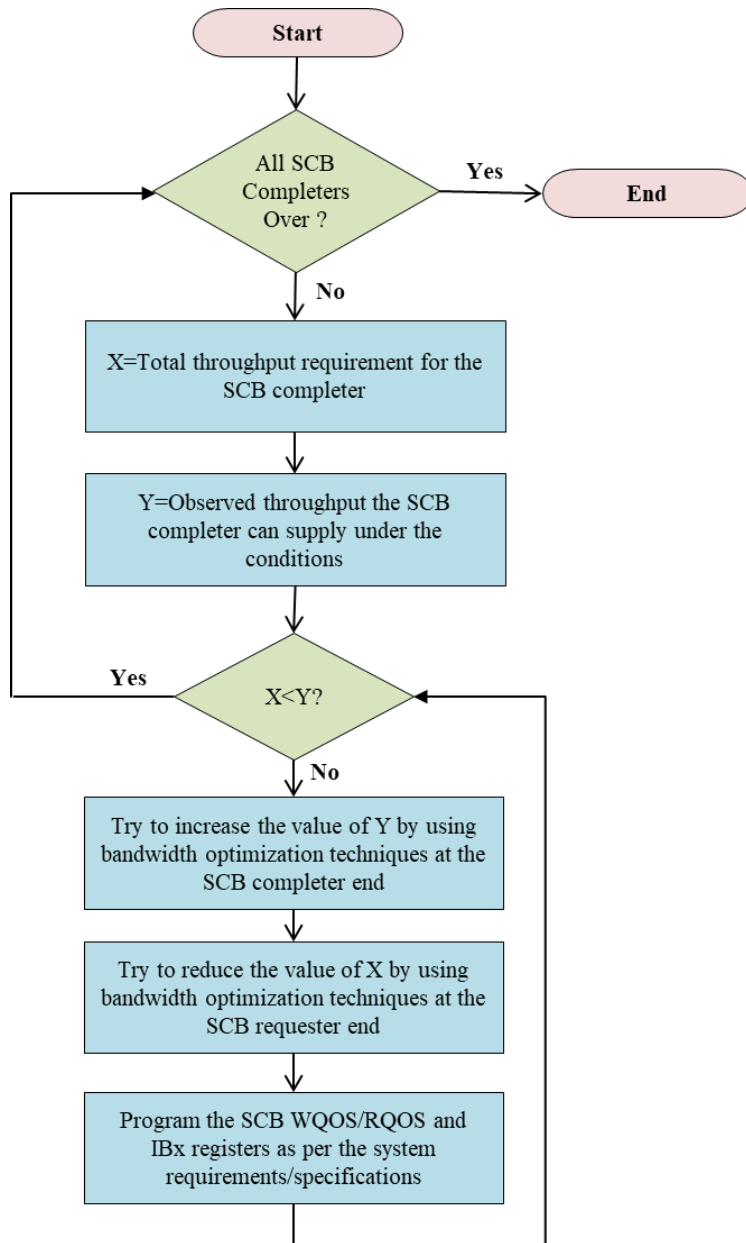 Start
All SCB
Completers
Over ?
Yes
End
No
X=Total throughput requirement for the
SCB completer
Y=Observed throughput the SCB
completer can supply under the
conditions
Yes
X<Y?
No
Try to increase the value of Y by using
bandwidth optimization techniques at the
SCB completer end
Try to reduce the value of X by using
bandwidth optimization techniques at the
SCB requester end
Program the SCB WQOS/RQOS and
IBx registers as per the system
requirements/specifications